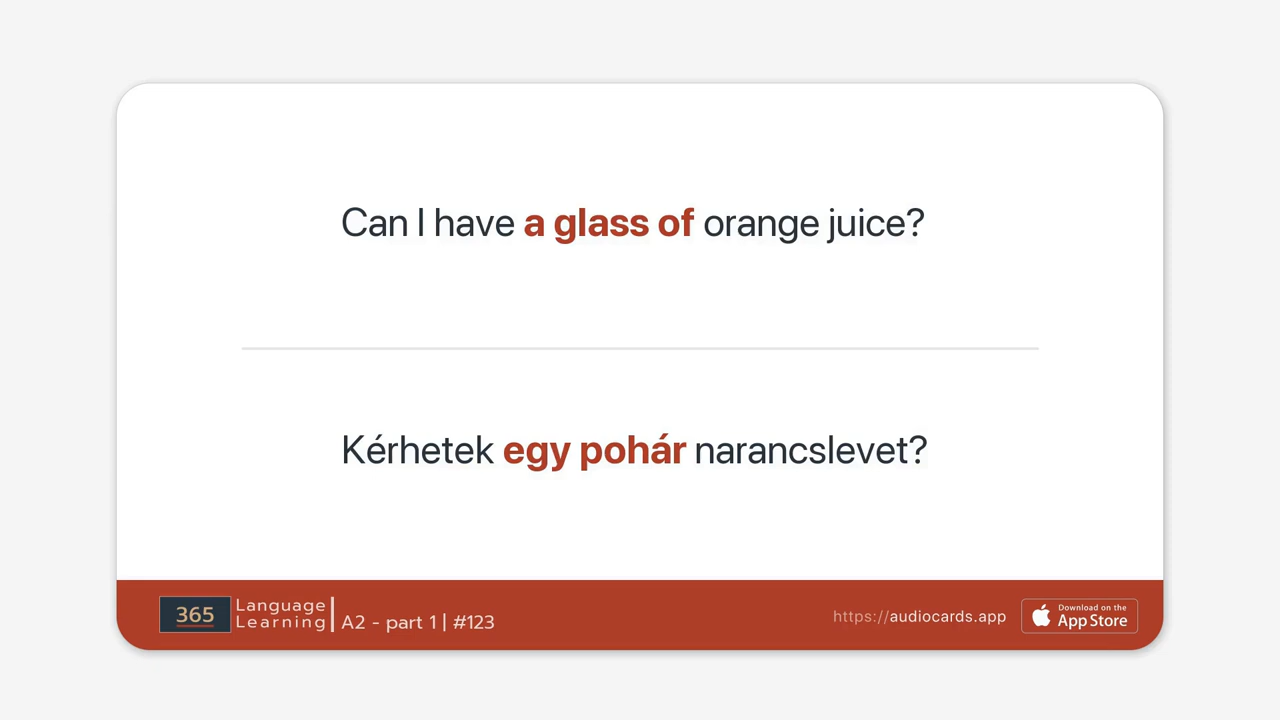 Can I have a glass of orange juice?
Kérhetek egy pohár narancslevet?
365 Language Learning
A2 - part 1 | #123
https://audiocards.app
Download on the App Store